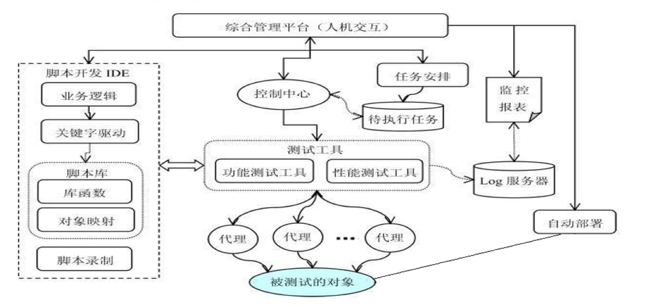 综合管理平台（人机交互）
脚本开发 IDE
业务逻辑
关键字驱动
脚本库
库函数
对象映射
脚本录制
控制中心
任务安排
待执行任务
监控
报表
测试工具
功能测试工具
性能测试工具
Log 服务器
代理
代理
代理
自动部署
被测试的对象